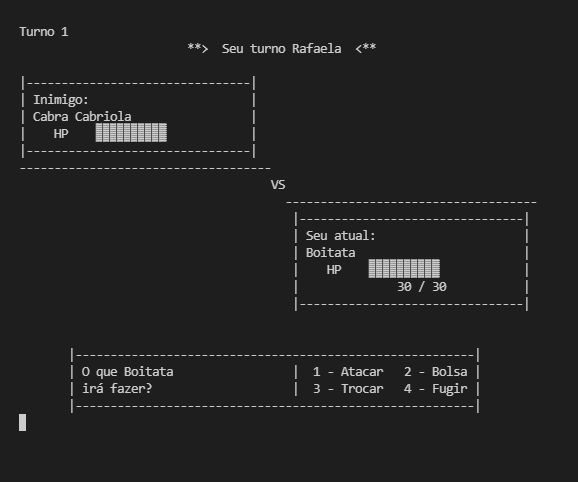 Turno 1
**> Seu turno Rafaela <**
Inimigo:
Cabra Cabriola
HP
VS
Seu atual:
Boitata
HP
30 / 30
O que Boitata | 1 - Atacar 2 - Bolsa
irá fazer? | 3 - Trocar 4 - Fugir